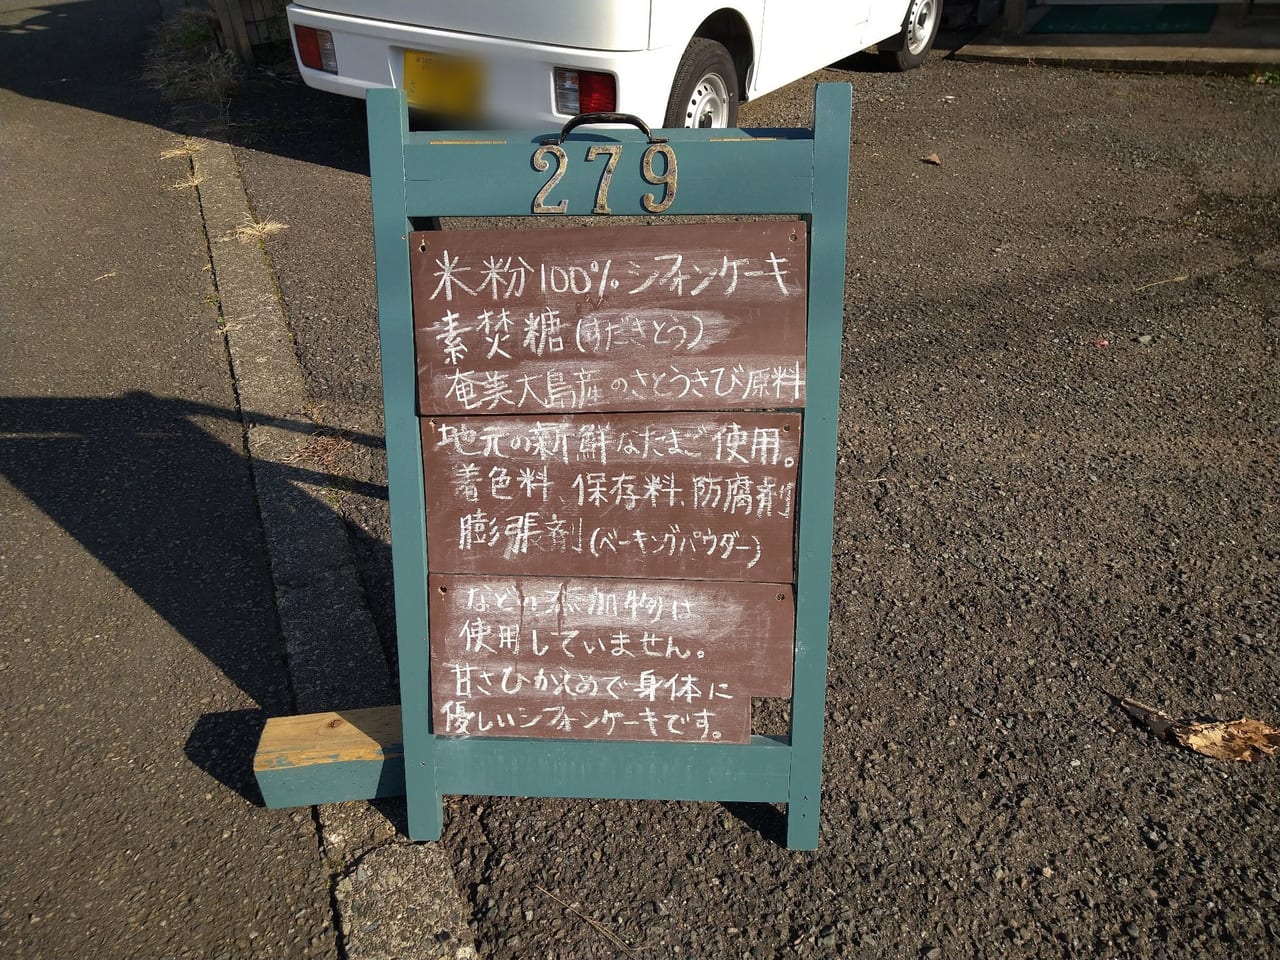 279
米粉100%シフォンケーキ
素焚糖(すだきとう)
奄美大島産のさとうきび原料
地元の新鮮なたまご使用。
着色料、保存料、防腐剤
膨張剤(ベーキングパウダー)
などの添加物は
使用していません。
甘さひかえめで身体に
優しいシフォンケーキです。